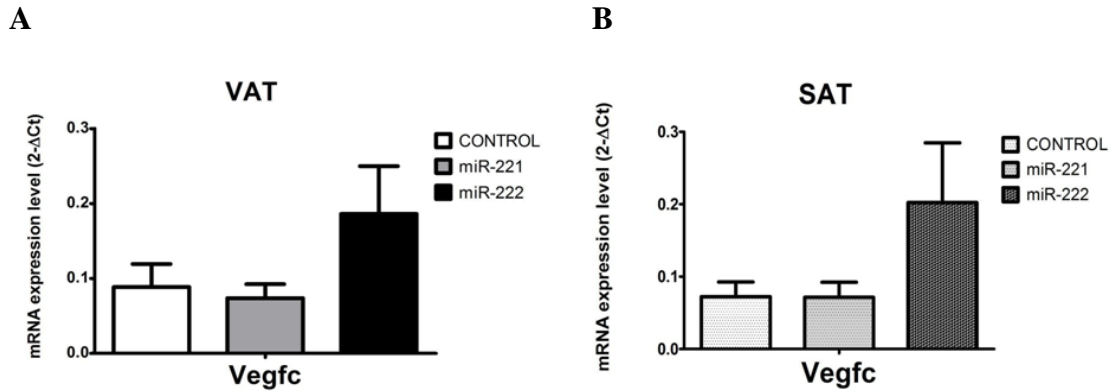 A
VAT
mRNA expression level (2-ΔCt)
0.3
0.2
0.1
0.0
Vegfc
CONTROL
miR-221
miR-222
B
SAT
mRNA expression level (2-ΔCt)
0.3
0.2
0.1
0.0
Vegfc
CONTROL
miR-221
miR-222